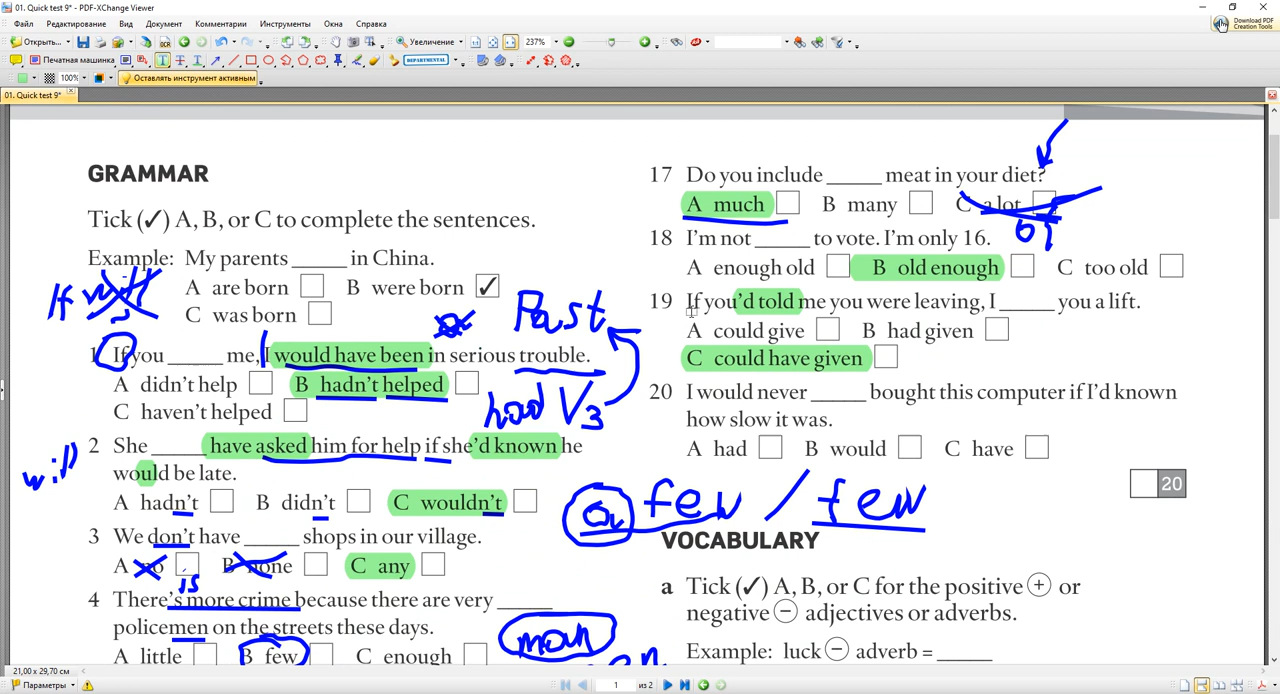 01. Quick test 9* - PDF-XChange Viewer
Файл Редактирование Вид Документ Комментарии Инструменты Окна Справка
Download PDF Creation Tools
Открыть... OCR Увеличение 237%
Печатная машинка DEPARTMENTAL
100% Оставлять инструмент активным
01. Quick test 9*
GRAMMAR
Tick (✓) A, B, or C to complete the sentences.
Example: My parents _____ in China.
A are born B were born ✓
C was born
If will
Past
1 If you _____ me, I would have been in serious trouble.
A didn't help B hadn't helped
C haven't helped
had V3
2 She _____ have asked him for help if she'd known he
would be late.
will
A hadn't B didn't C wouldn't
3 We don't have _____ shops in our village.
A no B none C any
is
4 There's more crime because there are very _____
policemen on the streets these days.
A little B few C enough
man
17 Do you include _____ meat in your diet?
A much B many C a lot
of
18 I'm not _____ to vote. I'm only 16.
A enough old B old enough C too old
19 If you'd told me you were leaving, I _____ you a lift.
A could give B had given
C could have given
20 I would never _____ bought this computer if I'd known
how slow it was.
A had B would C have
20
a few / few
VOCABULARY
a Tick (✓) A, B, or C for the positive + or
negative − adjectives or adverbs.
Example: luck − adverb = _____
21,00 x 29,70 см
Параметры 1 из 2